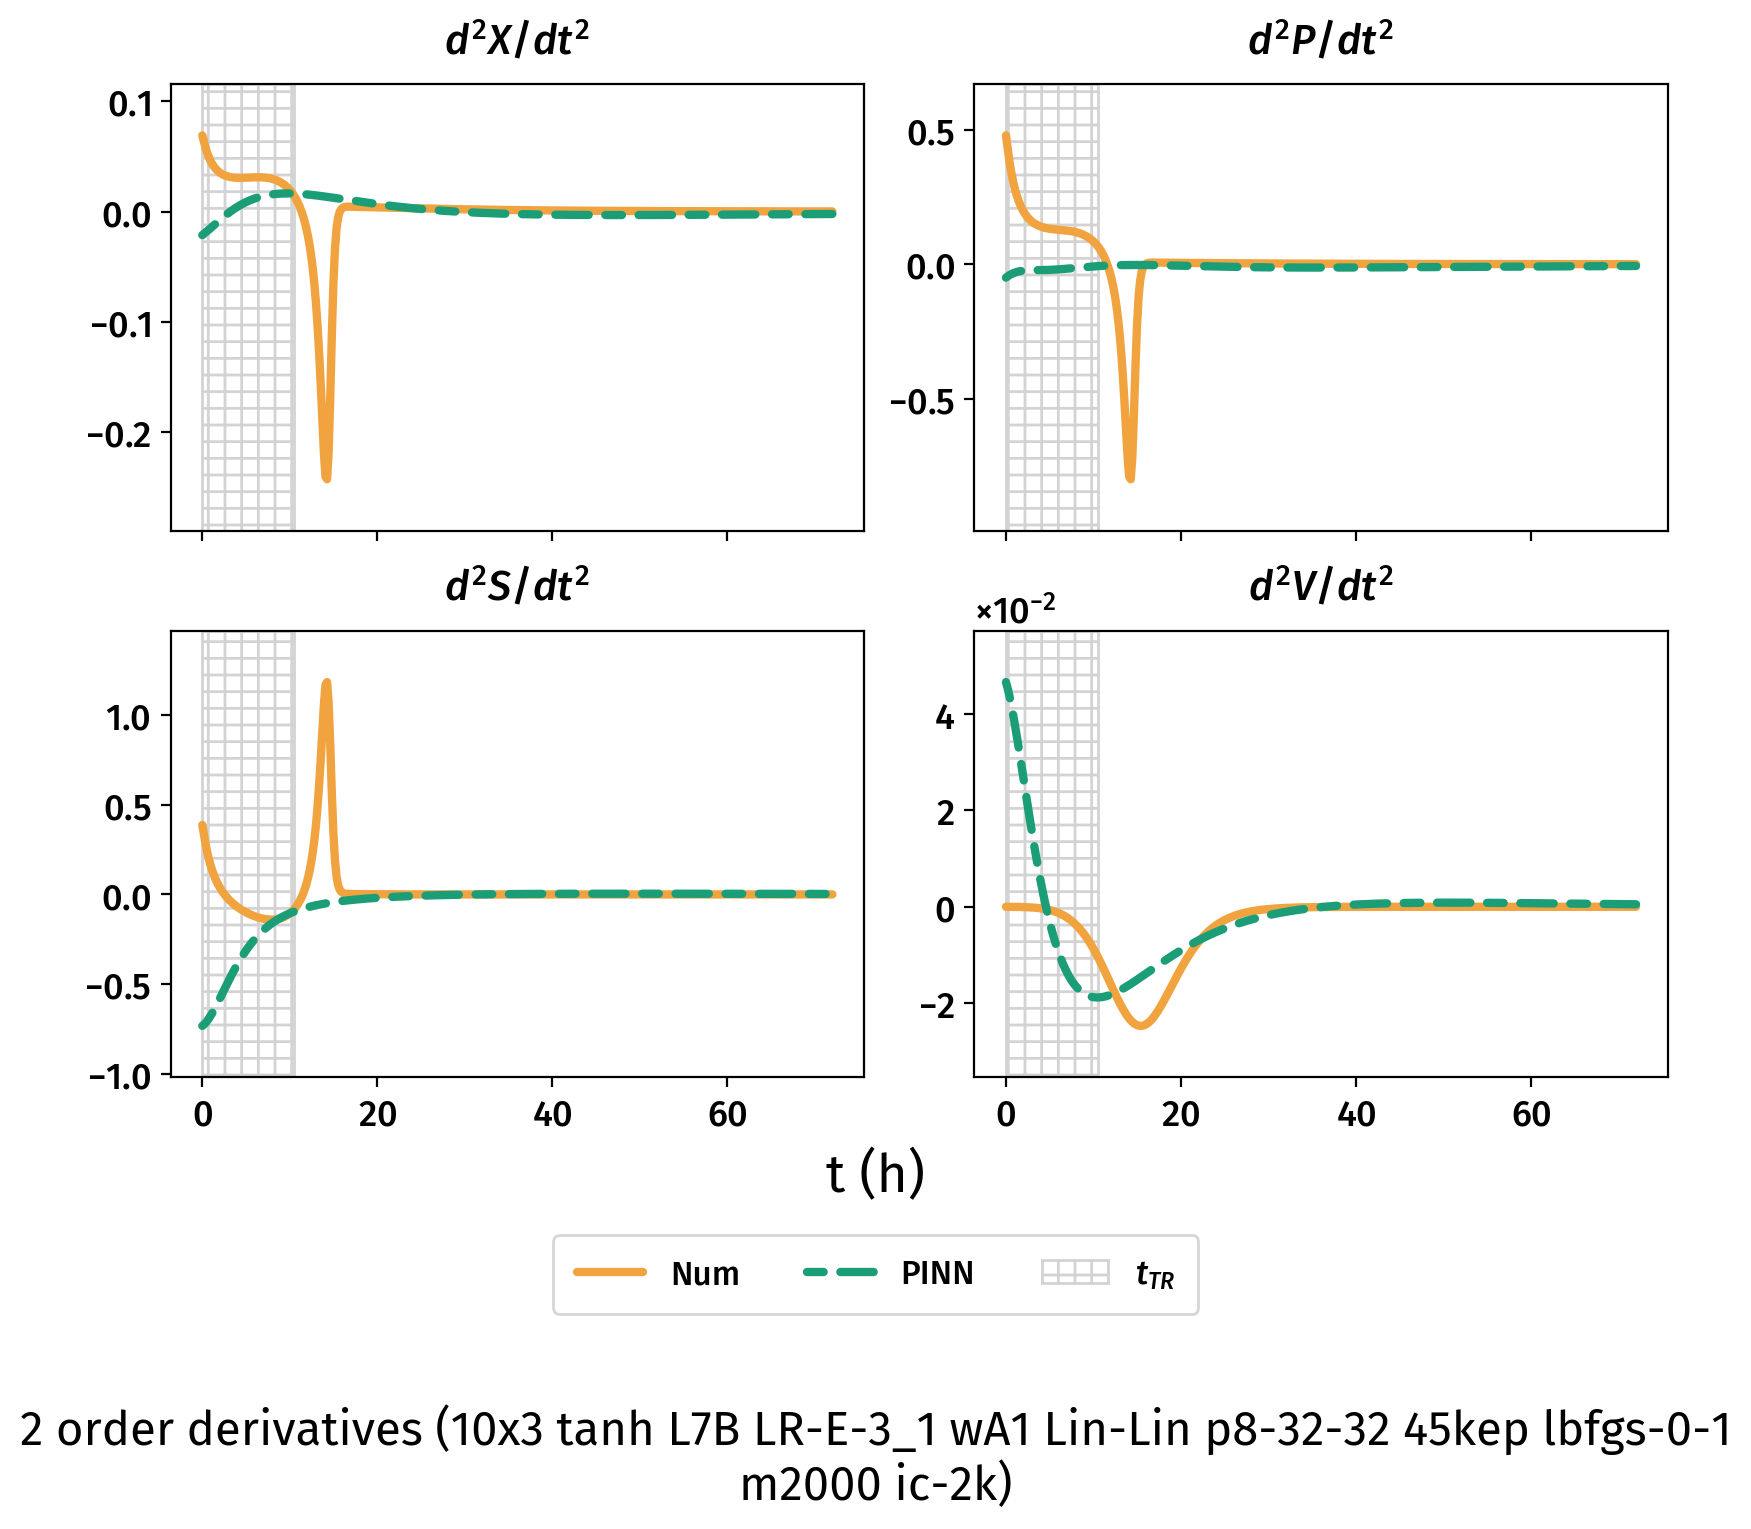 d²X/dt²
d²P/dt²
0.1
0.0
−0.1
−0.2
0.5
0.0
−0.5
d²S/dt²
d²V/dt²
×10⁻²
1.0
0.5
0.0
−0.5
−1.0
4
2
0
−2
0 20 40 60
0 20 40 60
t (h)
Num PINN t_TR
2 order derivatives (10x3 tanh L7B LR-E-3_1 wA1 Lin-Lin p8-32-32 45kep lbfgs-0-1
m2000 ic-2k)